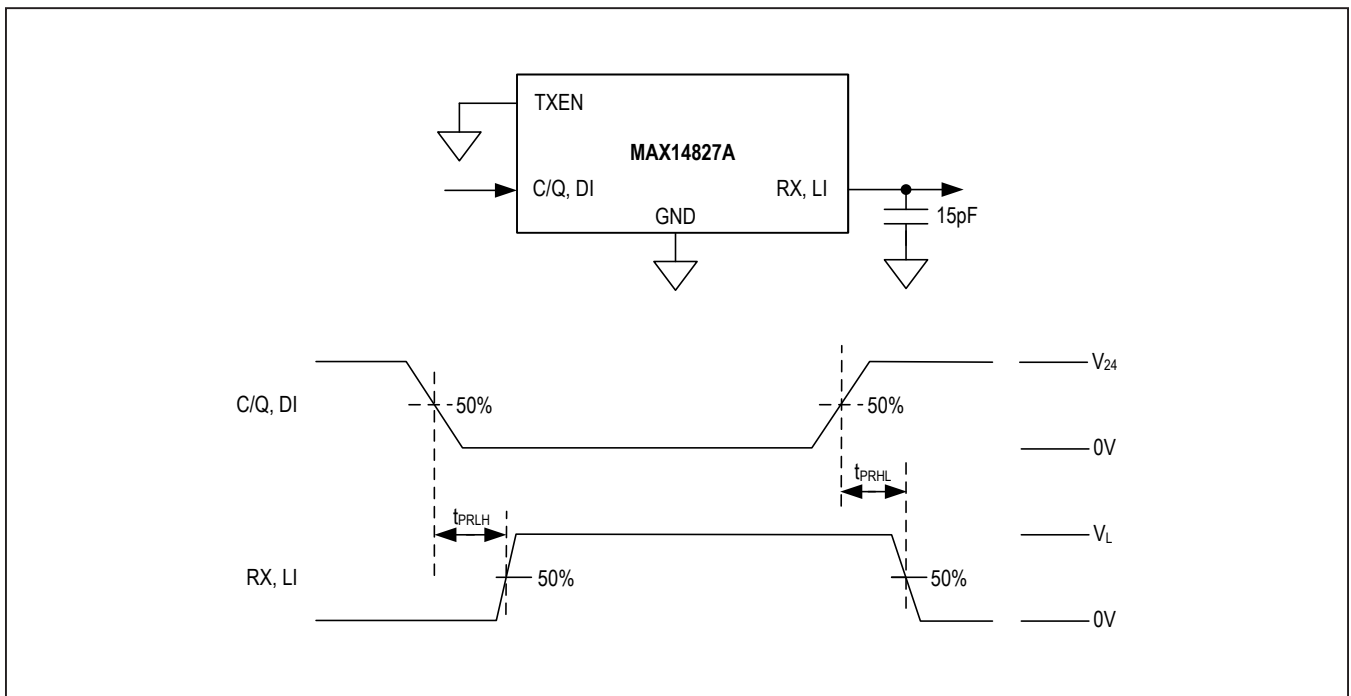 TXEN
MAX14827A
C/Q, DI
RX, LI
GND
15pF
V24
C/Q, DI
50%
50%
0V
tPRHL
tPRLH
VL
RX, LI
50%
50%
0V